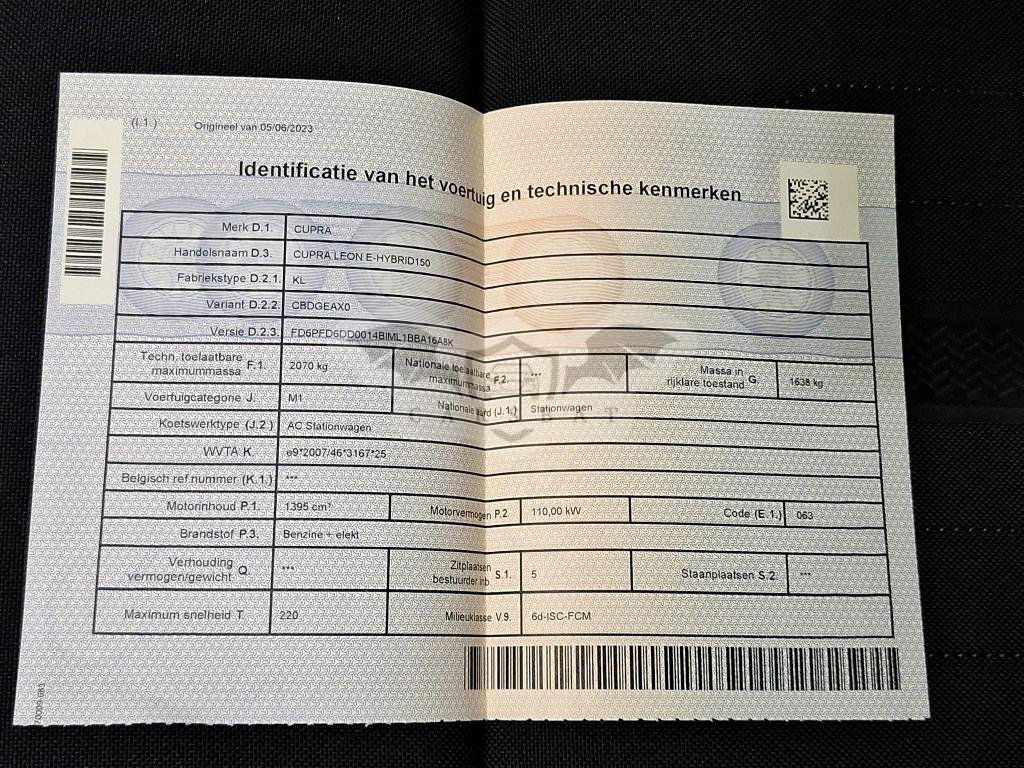 (I.1.) Origineel van 05/06/2023
Identificatie van het voertuig en technische kenmerken
Merk D.1. CUPRA
Handelsnaam D.3. CUPRA LEON E-HYBRID150
Fabriekstype D.2.1. KL
Variant D.2.2. CBDGEAX0
Versie D.2.3. FD6PFD6DD0014BIML1BBA16A8K
Techn. toelaatbare maximummassa F.1. 2070 kg Nationale toelaatbare maximummassa F.2. *** Massa in rijklare toestand G. 1638 kg
Voertuigcategorie J. M1 Nationale aard (J.1.) Stationwagen
Koetswerktype (J.2.) AC Stationwagen
WVTA K. e9*2007/46*3167*25
Belgisch ref.nummer (K.1.) ***
Motorinhoud P.1. 1395 cm³ Motorvermogen P.2. 110,00 kW Code (E.1.) 063
Brandstof P.3. Benzine + elekt
Verhouding vermogen/gewicht Q. *** Zitplaatsen bestuurder inb S.1. 5 Staanplaatsen S.2. ***
Maximum snelheid T. 220 Milieuklasse V.9. 6d-ISC-FCM